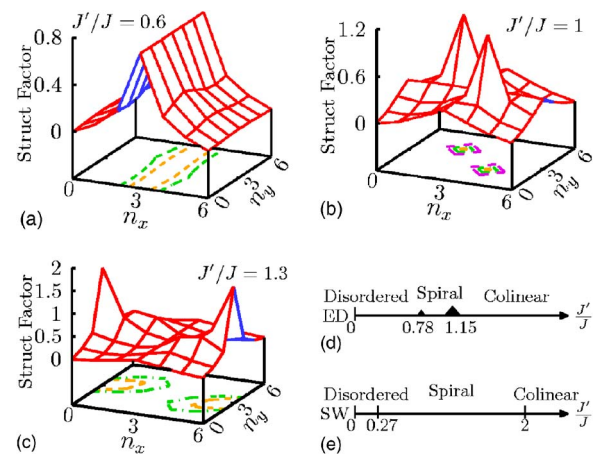 J′/J = 0.6
Struct Factor
0.8
0.4
0
0
3
6
n_x
0
3
6
n_y
(a)
J′/J = 1
Struct Factor
1.2
0.6
0
0
3
6
n_x
0
3
6
n_y
(b)
J′/J = 1.3
Struct Factor
2
1.5
1
0.5
0
0
3
6
n_x
0
3
6
n_y
(c)
Disordered Spiral Colinear
ED
0 0.78 1.15 J′/J
(d)
Disordered Spiral Colinear
SW
0 0.27 2 J′/J
(e)